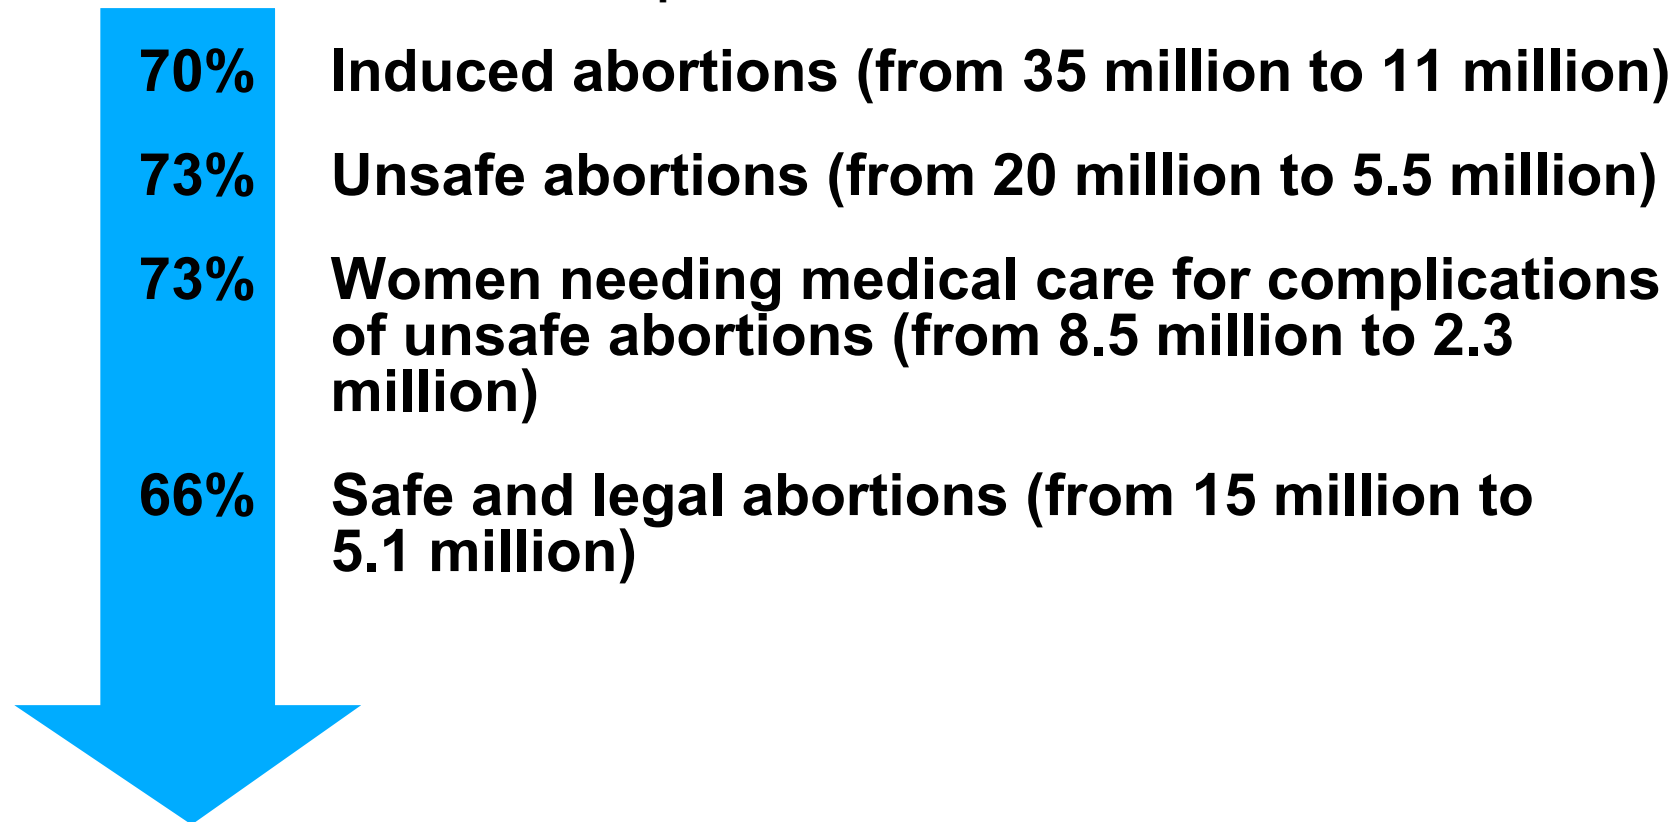 70% Induced abortions (from 35 million to 11 million)
73% Unsafe abortions (from 20 million to 5.5 million)
73% Women needing medical care for complications
of unsafe abortions (from 8.5 million to 2.3
million)
66% Safe and legal abortions (from 15 million to
5.1 million)